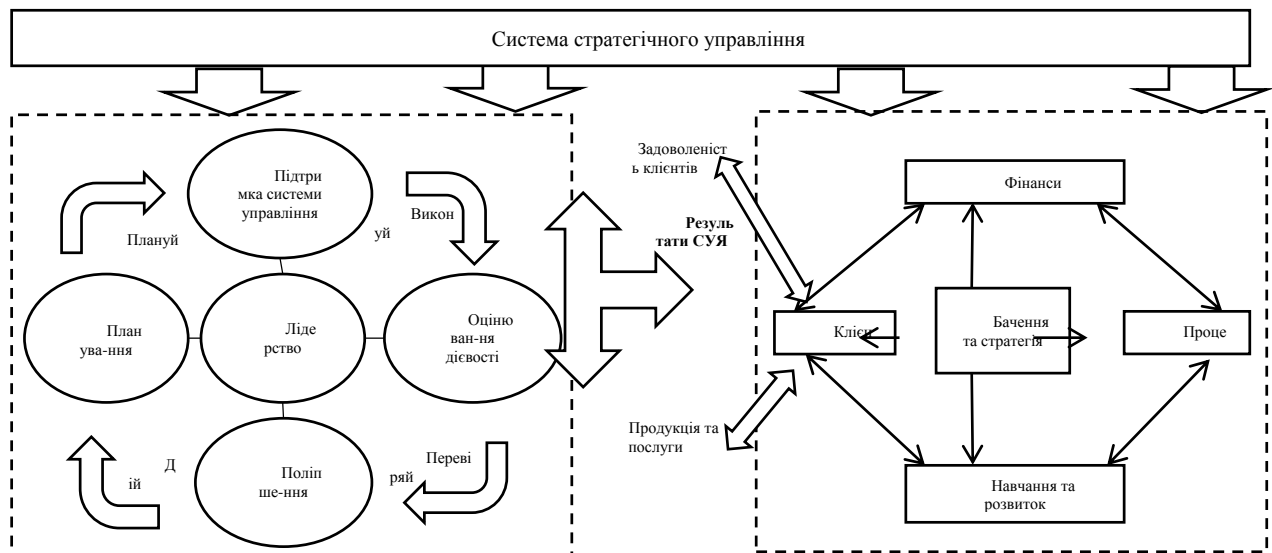 Система стратегічного управління
Підтри
мка системи
управління
Викон
уй
Плануй
План
ува-ння
Ліде
рство
Оціню
ван-ня
дієвості
Поліп
ше-ння
Д
ій
Переві
ряй
Задоволеніст
ь клієнтів
Резуль
тати СУЯ
Продукція та
послуги
Фінанси
Клієн
Бачення
та стратегія
Проце
Навчання та
розвиток